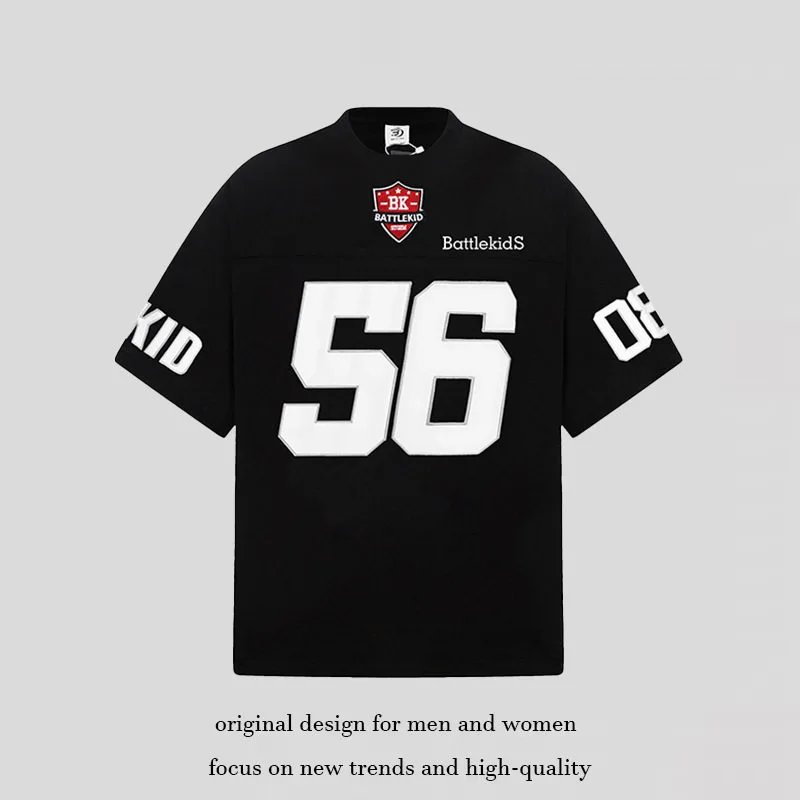 BK
BATTLEKID
BattlekidS
56
KID
08
original design for men and women
focus on new trends and high-quality